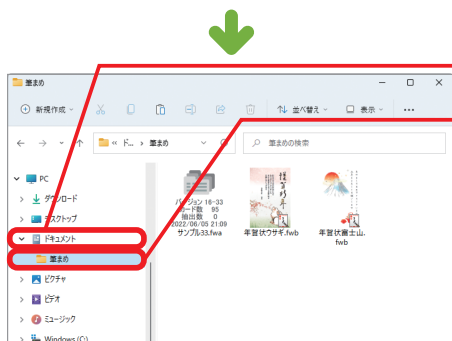 筆まめ
新規作成
並べ替え
表示
ド... 筆まめ
筆まめの検索
PC
ダウンロード
デスクトップ
ドキュメント
筆まめ
ピクチャ
ビデオ
ミュージック
Windows (C:)
バージョン 16-33
カード数 95
抽出数 0
2022/06/05 21:09
サンプル33.fwa
年賀状ウサギ.fwb
年賀状富士山.
fwb